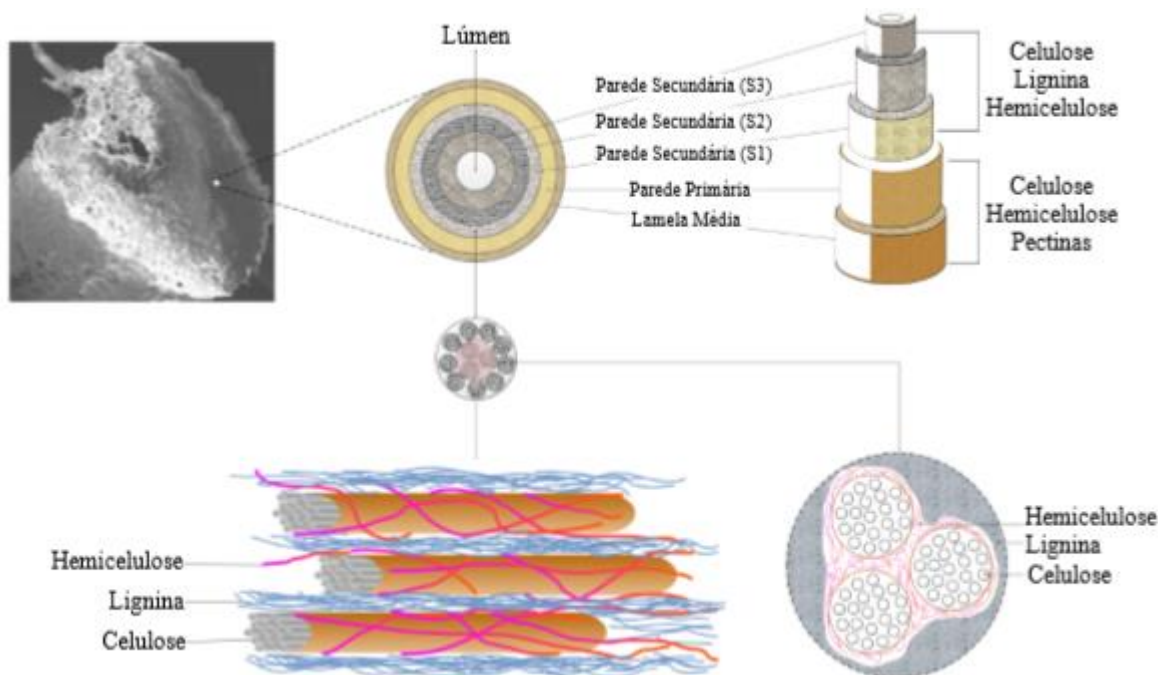 Lúmen
Parede Secundária (S3)
Parede Secundária (S2)
Parede Secundária (S1)
Parede Primária
Lamela Média
Celulose
Lignina
Hemicelulose
Celulose
Hemicelulose
Pectinas
Hemicelulose
Lignina
Celulose
Hemicelulose
Lignina
Celulose